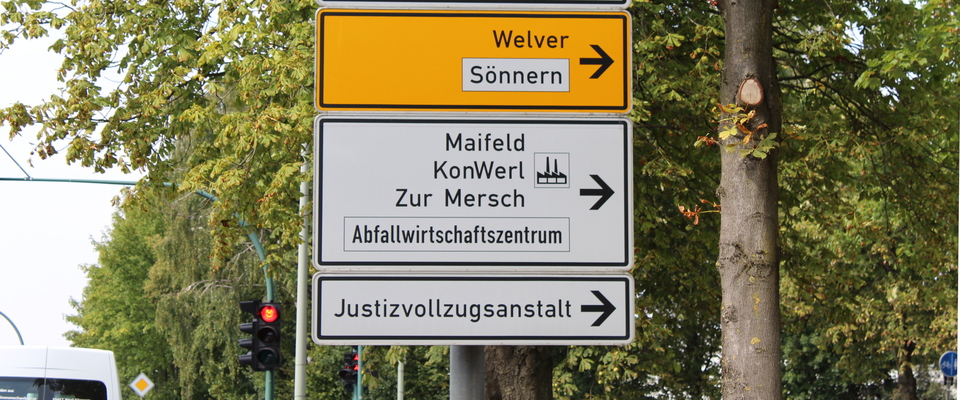 Welver
Sönnern
Maifeld
KonWerl
Zur Mersch
Abfallwirtschaftszentrum
Justizvollzugsanstalt